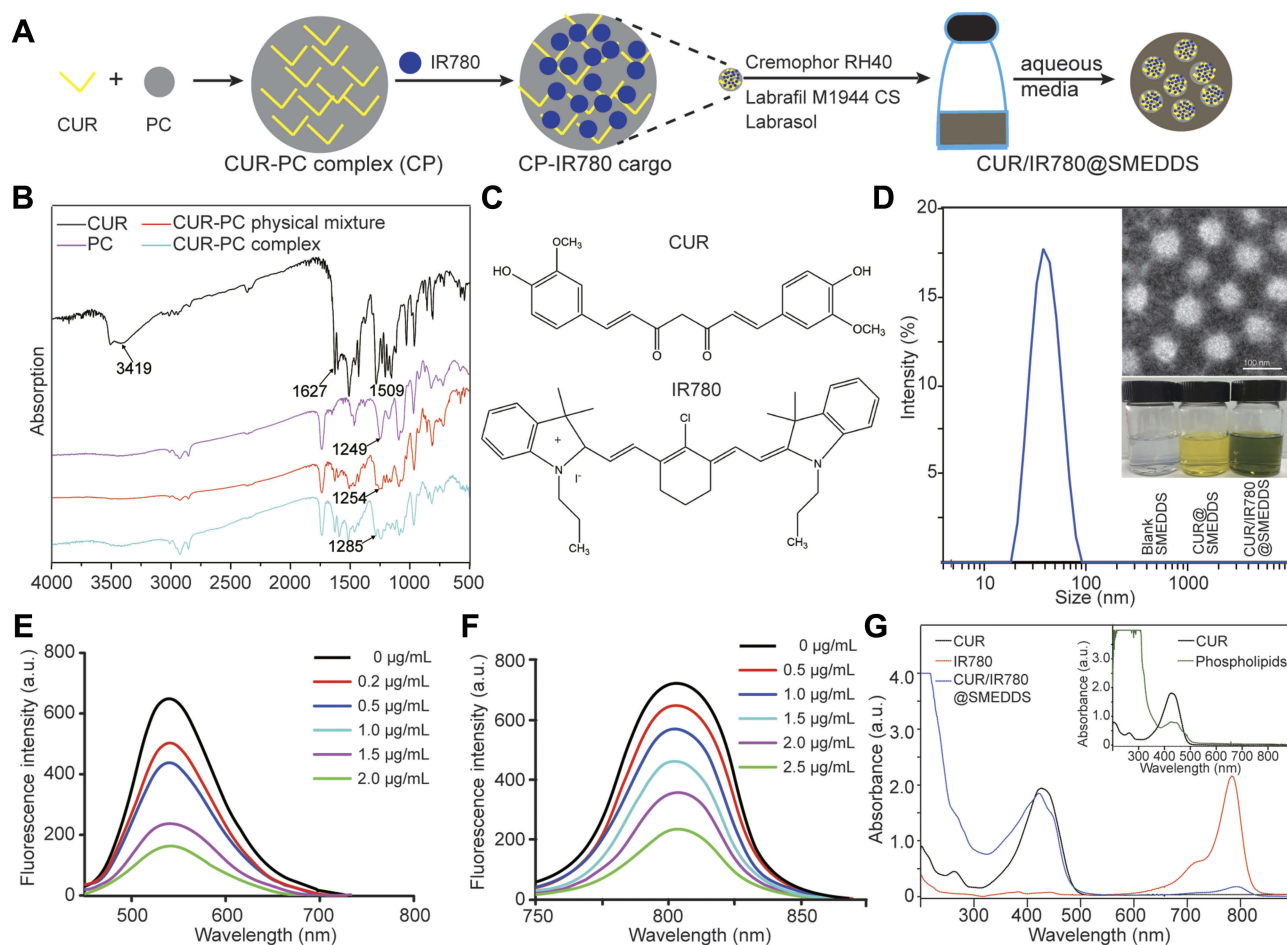 A
CUR
+
PC
CUR-PC complex (CP)
IR780
CP-IR780 cargo
Cremophor RH40
Labrafil M1944 CS
Labrasol
aqueous
media
CUR/IR780@SMEDDS
B
CUR
CUR-PC physical mixture
PC
CUR-PC complex
Absorption
3419
1627
1509
1249
1254
1285
4000
3500
3000
2500
2000
1500
1000
500
C
CUR
OCH3
HO
OH
OCH3
O
O
IR780
Cl
+
N
I-
N
CH3
CH3
D
Intensity (%)
20
15
10
5
10
100
1000
Size (nm)
100 nm
Blank
SMEDDS
CUR@
SMEDDS
CUR/IR780
@SMEDDS
E
Fluorescence intensity (a.u.)
800
600
400
200
0
500
600
700
800
Wavelength (nm)
0 µg/mL
0.2 µg/mL
0.5 µg/mL
1.0 µg/mL
1.5 µg/mL
2.0 µg/mL
F
Fluorescence intensity (a.u.)
800
600
400
200
0
750
800
850
Wavelength (nm)
0 µg/mL
0.5 µg/mL
1.0 µg/mL
1.5 µg/mL
2.0 µg/mL
2.5 µg/mL
G
CUR
IR780
CUR/IR780
@SMEDDS
Absorbance (a.u.)
4.0
3.0
2.0
1.0
0
300
400
500
600
700
800
Wavelength (nm)
CUR
Phospholipids
Absorbance (a.u.)
3.0
2.0
1.0
0
300 400 500 600 700 800
Wavelength (nm)